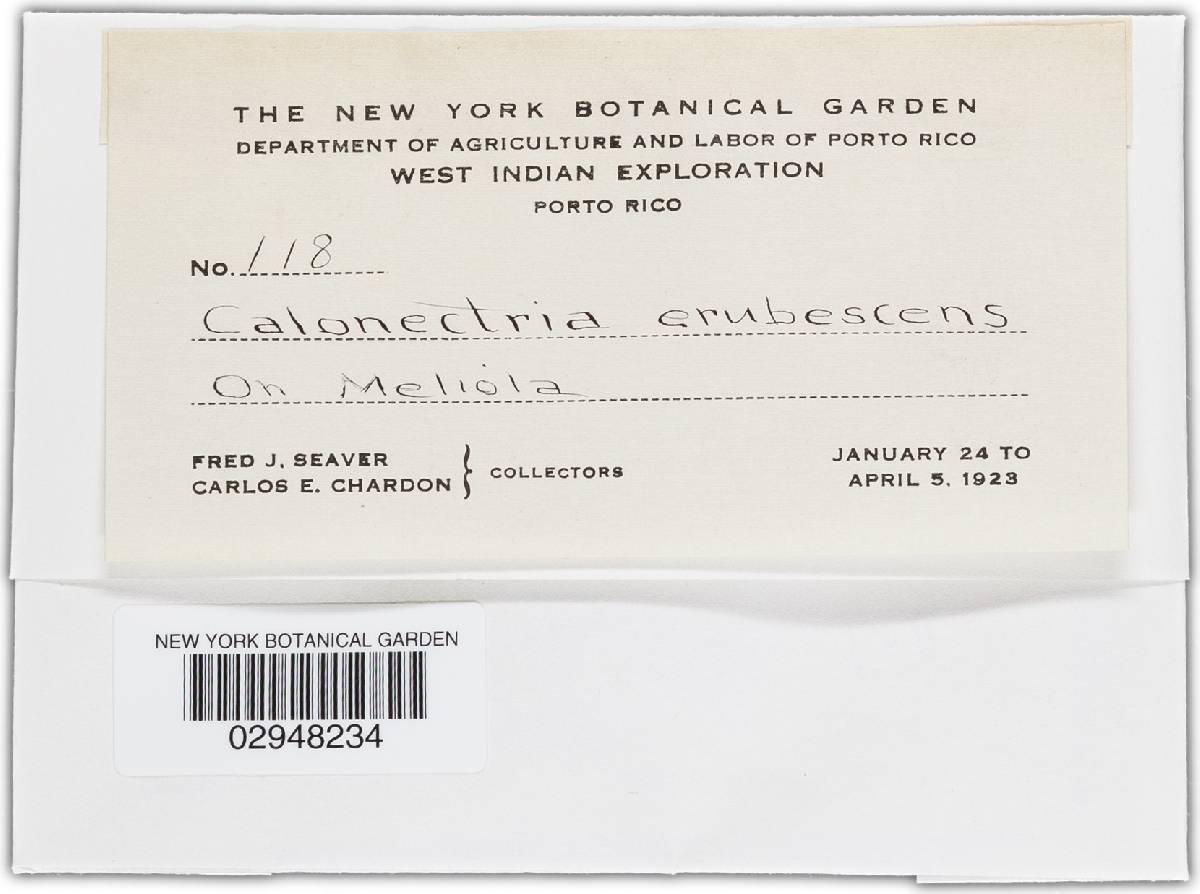 THE NEW YORK BOTANICAL GARDEN
DEPARTMENT OF AGRICULTURE AND LABOR OF PORTO RICO
WEST INDIAN EXPLORATION
PORTO RICO
No. 118
Calonectria erubescens
On Meliola
FRED J. SEAVER
CARLOS E. CHARDON } COLLECTORS
JANUARY 24 TO
APRIL 5, 1923
NEW YORK BOTANICAL GARDEN
02948234